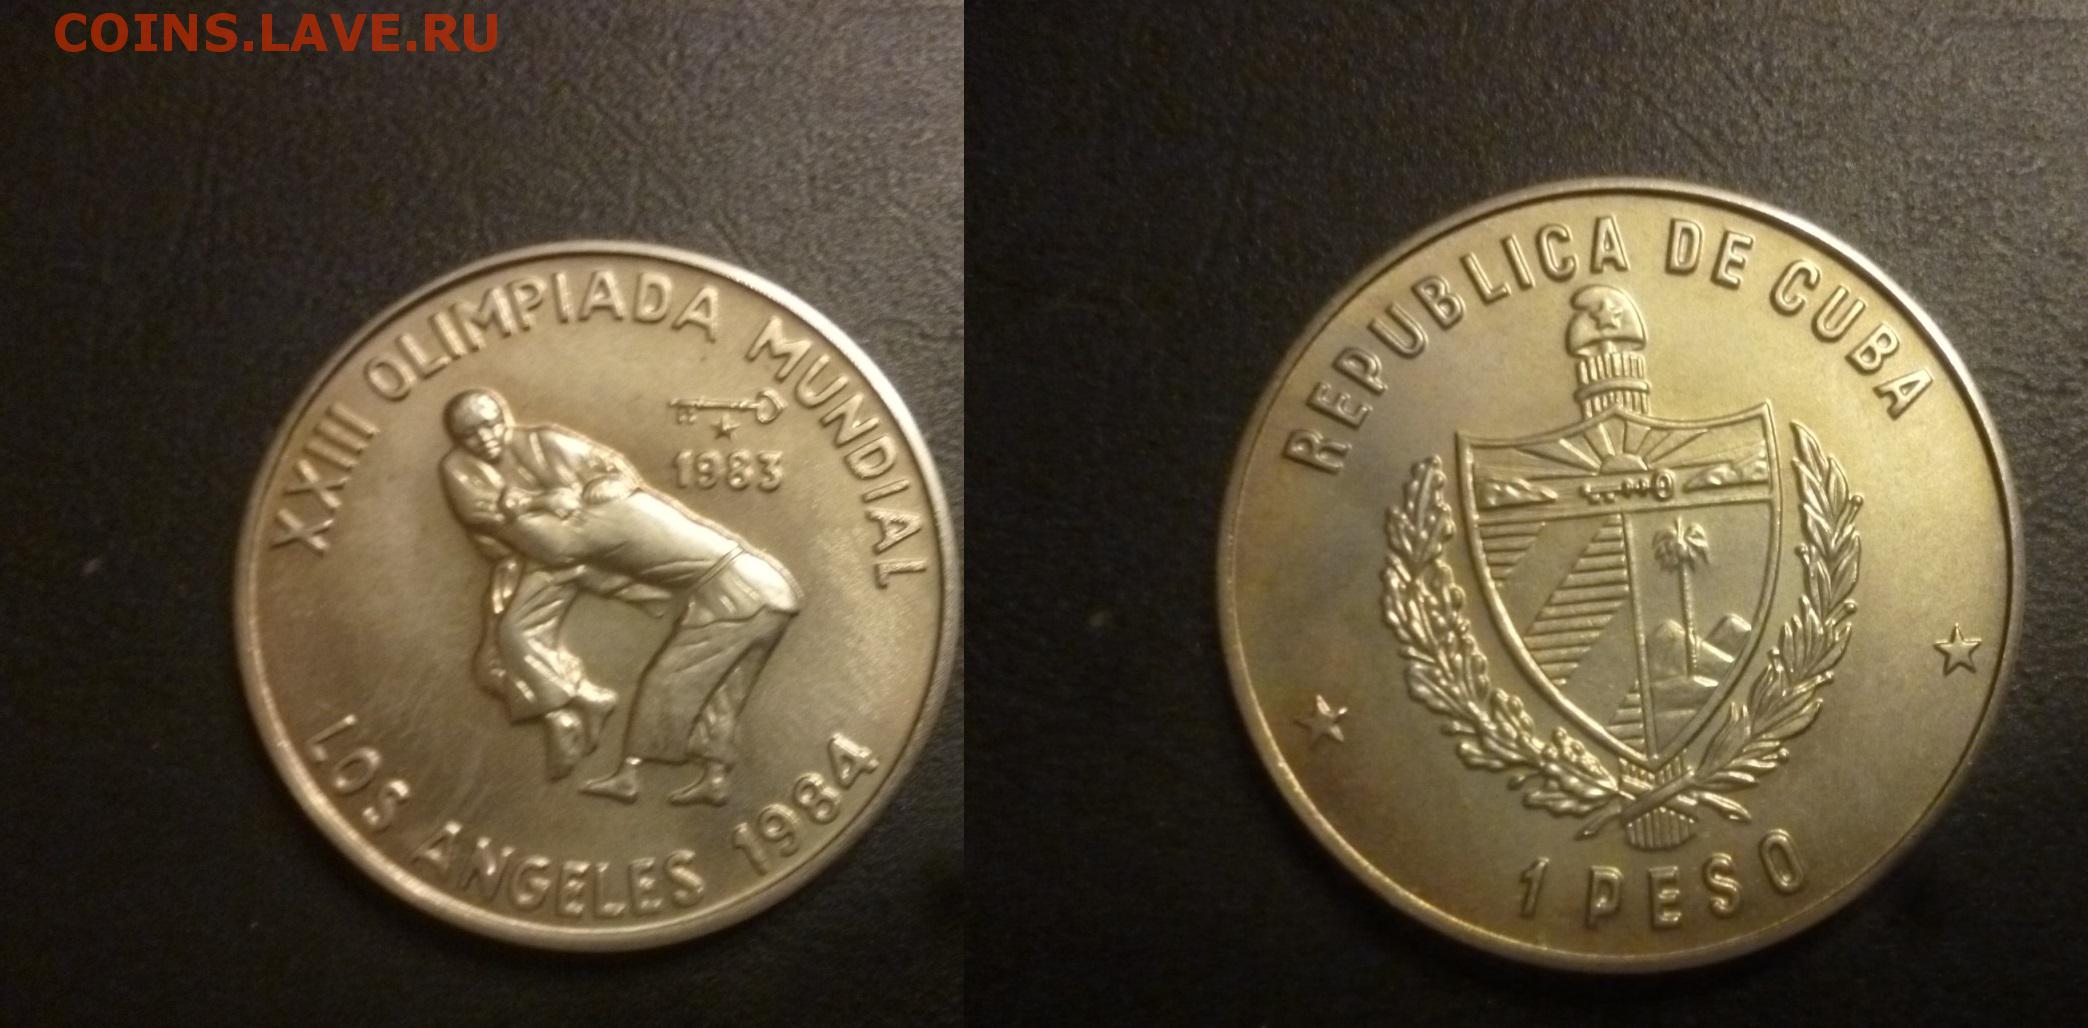 COINS.LAVE.RU
XXIII OLIMPIADA MUNDIAL
1983
LOS ANGELES 1984
REPUBLICA DE CUBA
1 PESO